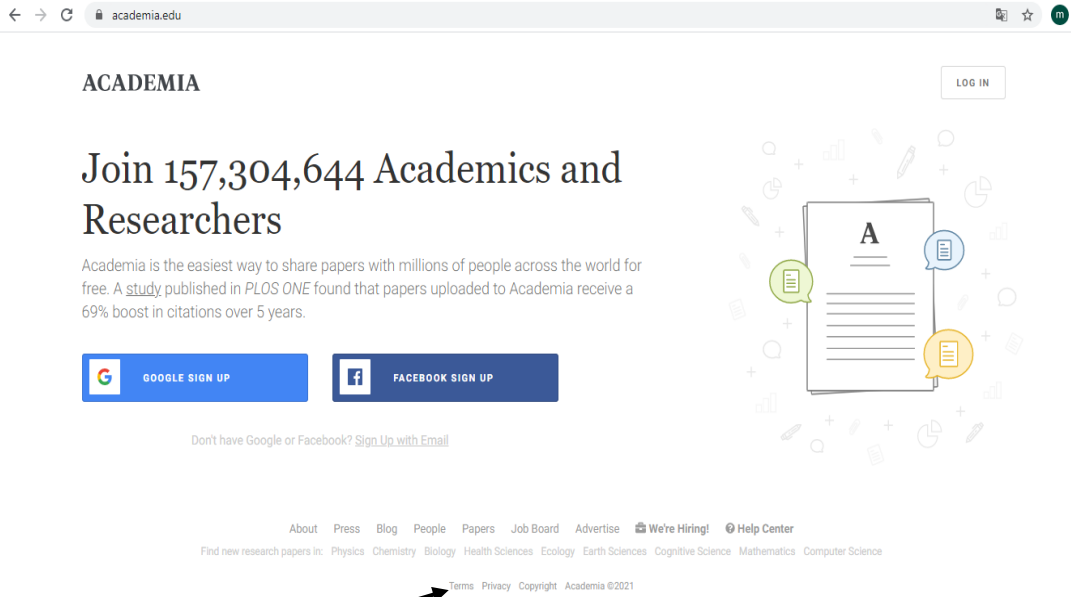 academia.edu
m
ACADEMIA
LOG IN
Join 157,304,644 Academics and
Researchers
Academia is the easiest way to share papers with millions of people across the world for
free. A study published in PLOS ONE found that papers uploaded to Academia receive a
69% boost in citations over 5 years.
A
G GOOGLE SIGN UP
f FACEBOOK SIGN UP
Don't have Google or Facebook? Sign Up with Email
About Press Blog People Papers Job Board Advertise We're Hiring! Help Center
Find new research papers in: Physics Chemistry Biology Health Sciences Ecology Earth Sciences Cognitive Science Mathematics Computer Science
Terms Privacy Copyright Academia ©2021